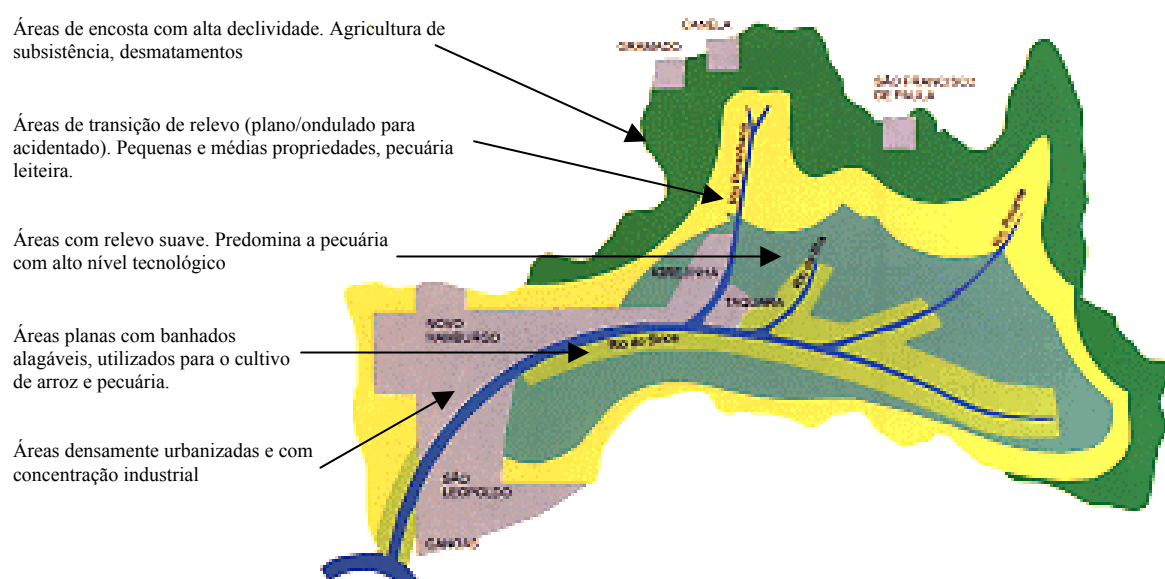 Áreas de encosta com alta declividade. Agricultura de
subsistência, desmatamentos
Áreas de transição de relevo (plano/ondulado para
acidentado). Pequenas e médias propriedades, pecuária
leiteira.
Áreas com relevo suave. Predomina a pecuária
com alto nível tecnológico
Áreas planas com banhados
alagáveis, utilizados para o cultivo
de arroz e pecuária.
Áreas densamente urbanizadas e com
concentração industrial
CANELA
GRAMADO
SÃO FRANCISCO
DE PAULA
IGREJINHA
TAQUARA
NOVO
HAMBURGO
Rio do Sinos
SÃO
LEOPOLDO
CANOAS